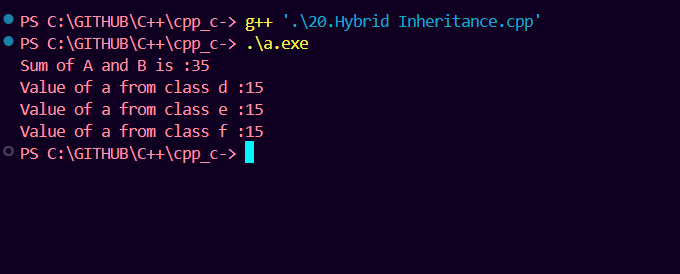 PS C:\GITHUB\C++\cpp_c-> g++ '.\20.Hybrid Inheritance.cpp'
PS C:\GITHUB\C++\cpp_c-> .\a.exe
Sum of A and B is :35
Value of a from class d :15
Value of a from class e :15
Value of a from class f :15
PS C:\GITHUB\C++\cpp_c->